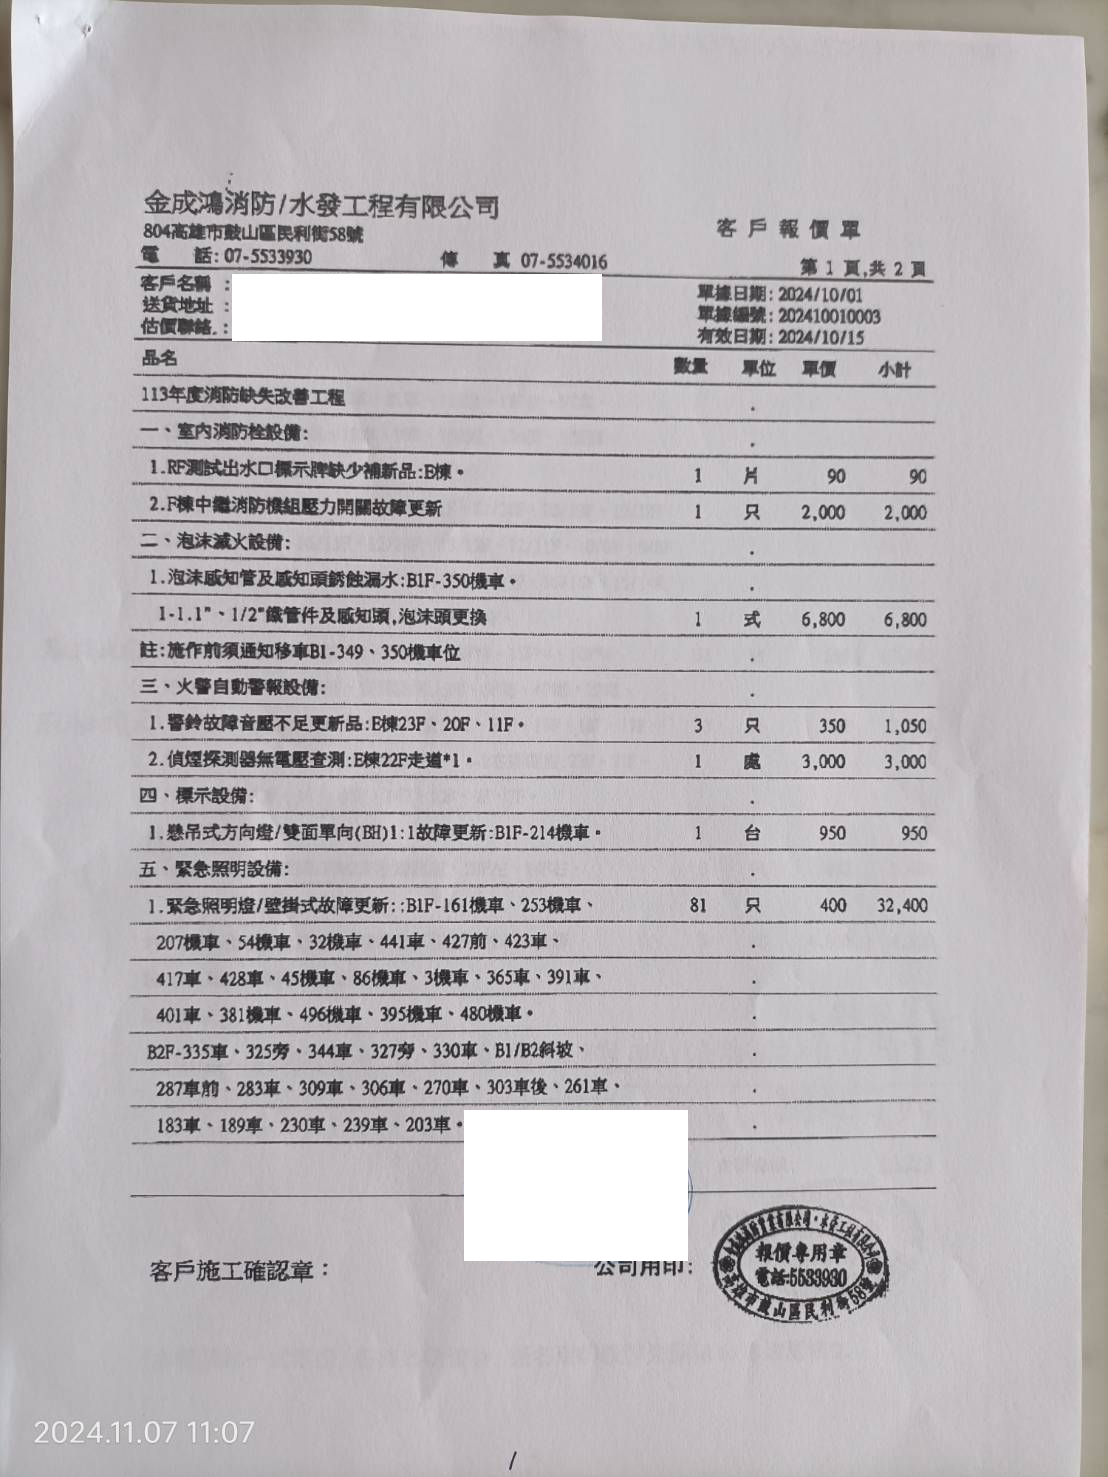 金成鴻消防/水發工程有限公司
804高雄市鼓山區民利街58號
客戶報價單
電 話: 07-5533930 傳 真 07-5534016
第 1 頁,共 2 頁
客戶名稱 :
單據日期: 2024/10/01
送貨地址 :
單據編號: 202410010003
估價聯絡. :
有效日期: 2024/10/15
品名 數量 單位 單價 小計
113年度消防缺失改善工程
一、室內消防栓設備:
1.RF測試出水口標示牌缺少補新品:E棟。 1 片 90 90
2.F棟中繼消防機組壓力開關故障更新 1 只 2,000 2,000
二、泡沫滅火設備:
1.泡沫感知管及感知頭銹蝕漏水:B1F-350機車。
1-1.1"、1/2"鐵管件及感知頭,泡沫頭更換 1 式 6,800 6,800
註:施作前須通知移車B1-349、350機車位
三、火警自動警報設備:
1.警鈴故障音壓不足更新品:E棟23F、20F、11F。 3 只 350 1,050
2.偵煙探測器無電壓查測:E棟22F走道*1。 1 處 3,000 3,000
四、標示設備:
1.懸吊式方向燈/雙面單向(BH)1:1故障更新:B1F-214機車。 1 台 950 950
五、緊急照明設備:
1.緊急照明燈/壁掛式故障更新::B1F-161機車、253機車、 81 只 400 32,400
207機車、54機車、32機車、441車、427前、423車、
417車、428車、45機車、86機車、3機車、365車、391車、
401車、381機車、496機車、395機車、480機車。
B2F-335車、325旁、344車、327旁、330車、B1/B2斜坡、
287車前、283車、309車、306車、270車、303車後、261車、
183車、189車、230車、239車、203車。
客戶施工確認章：
公司用印:
報價專用章
電話:5533930
高雄市鼓山區民利街58號
2024.11.07 11:07
1